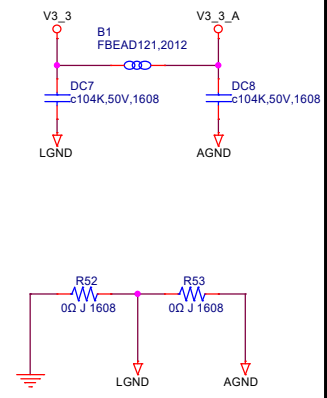 V3_3 V3_3_A
B1
FBEAD121,2012
DC7 DC8
c104K,50V,1608 c104K,50V,1608
LGND AGND
R52 R53
0Ω J 1608 0Ω J 1608
LGND AGND